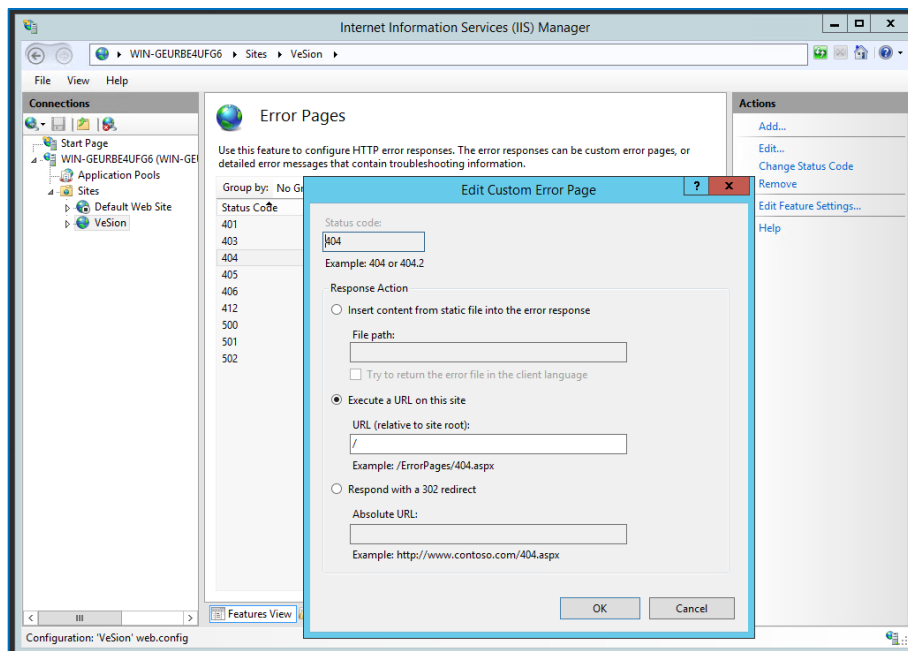 Internet Information Services (IIS) Manager
WIN-GEURBE4UFG6 Sites VeSion
File View Help
Connections
Start Page
WIN-GEURBE4UFG6 (WIN-GEU
Application Pools
Sites
Default Web Site
VeSion
Error Pages
Use this feature to configure HTTP error responses. The error responses can be custom error pages, or
detailed error messages that contain troubleshooting information.
Group by: No Gr
Status Code
401
403
404
405
406
412
500
501
502
Features View
Edit Custom Error Page
? x
Status code:
404
Example: 404 or 404.2
Response Action
Insert content from static file into the error response
File path:
Try to return the error file in the client language
Execute a URL on this site
URL (relative to site root):
/
Example: /ErrorPages/404.aspx
Respond with a 302 redirect
Absolute URL:
Example: http://www.contoso.com/404.aspx
OK Cancel
Actions
Add...
Edit...
Change Status Code
Remove
Edit Feature Settings...
Help
Configuration: 'VeSion' web.config